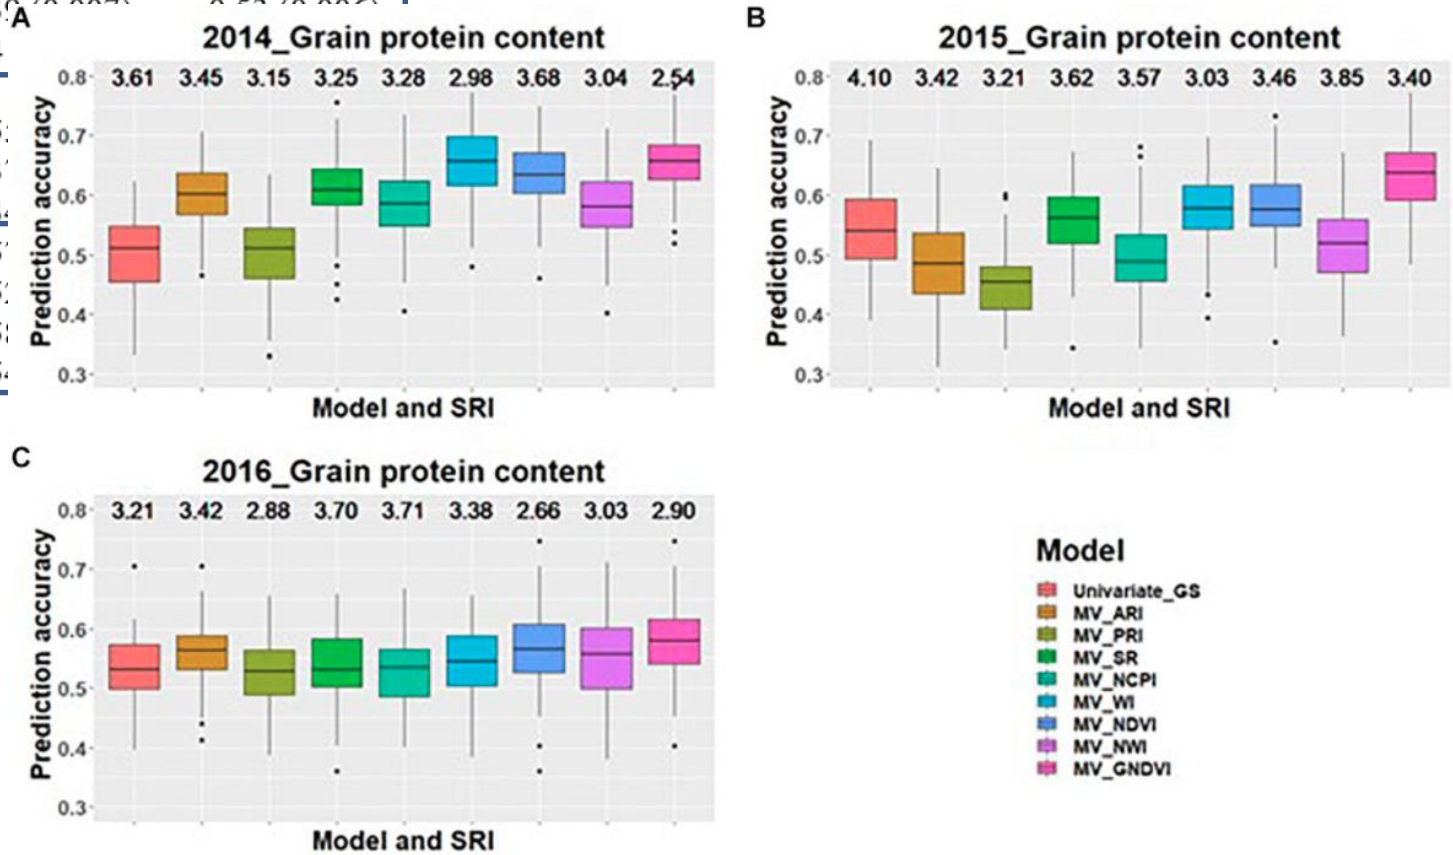 A
2014_Grain protein content
3.61 3.45 3.15 3.25 3.28 2.98 3.68 3.04 2.54
Prediction accuracy
0.8
0.7
0.6
0.5
0.4
0.3
Model and SRI
B
2015_Grain protein content
4.10 3.42 3.21 3.62 3.57 3.03 3.46 3.85 3.40
Prediction accuracy
0.8
0.7
0.6
0.5
0.4
0.3
Model and SRI
C
2016_Grain protein content
3.21 3.42 2.88 3.70 3.71 3.38 2.66 3.03 2.90
Prediction accuracy
0.8
0.7
0.6
0.5
0.4
0.3
Model and SRI
Model
Univariate_GS
MV_ARI
MV_PRI
MV_SR
MV_NCPI
MV_WI
MV_NDVI
MV_NWI
MV_GNDVI